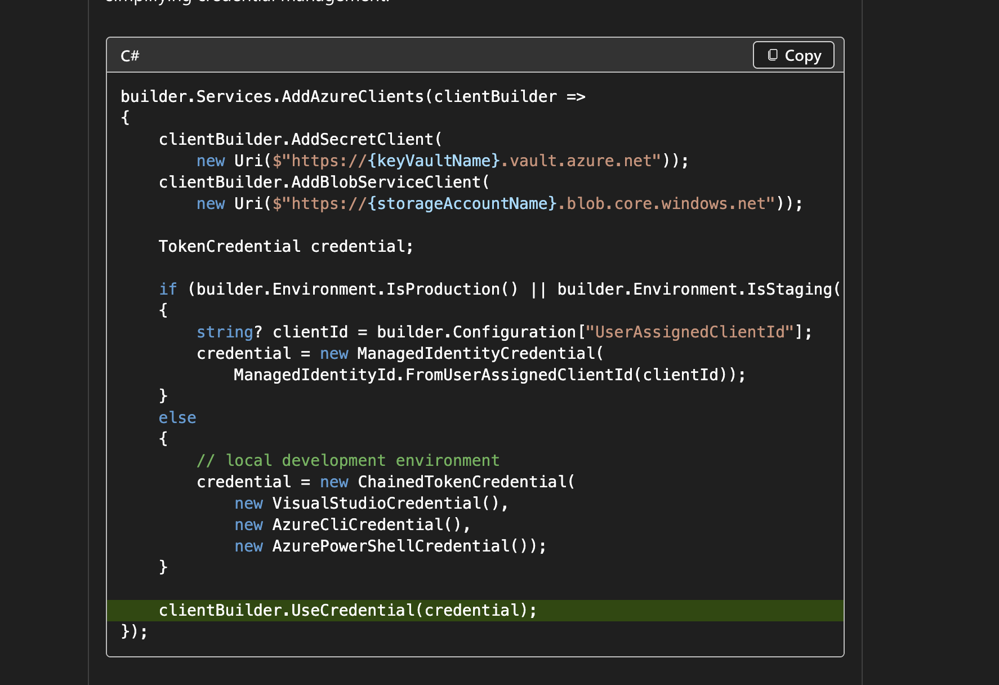 simplifying credential management.
C#
Copy
builder.Services.AddAzureClients(clientBuilder =>
{
    clientBuilder.AddSecretClient(
        new Uri($"https://{keyVaultName}.vault.azure.net"));
    clientBuilder.AddBlobServiceClient(
        new Uri($"https://{storageAccountName}.blob.core.windows.net"));

    TokenCredential credential;

    if (builder.Environment.IsProduction() || builder.Environment.IsStaging(
    {
        string? clientId = builder.Configuration["UserAssignedClientId"];
        credential = new ManagedIdentityCredential(
            ManagedIdentityId.FromUserAssignedClientId(clientId));
    }
    else
    {
        // local development environment
        credential = new ChainedTokenCredential(
            new VisualStudioCredential(),
            new AzureCliCredential(),
            new AzurePowerShellCredential());
    }

    clientBuilder.UseCredential(credential);
});